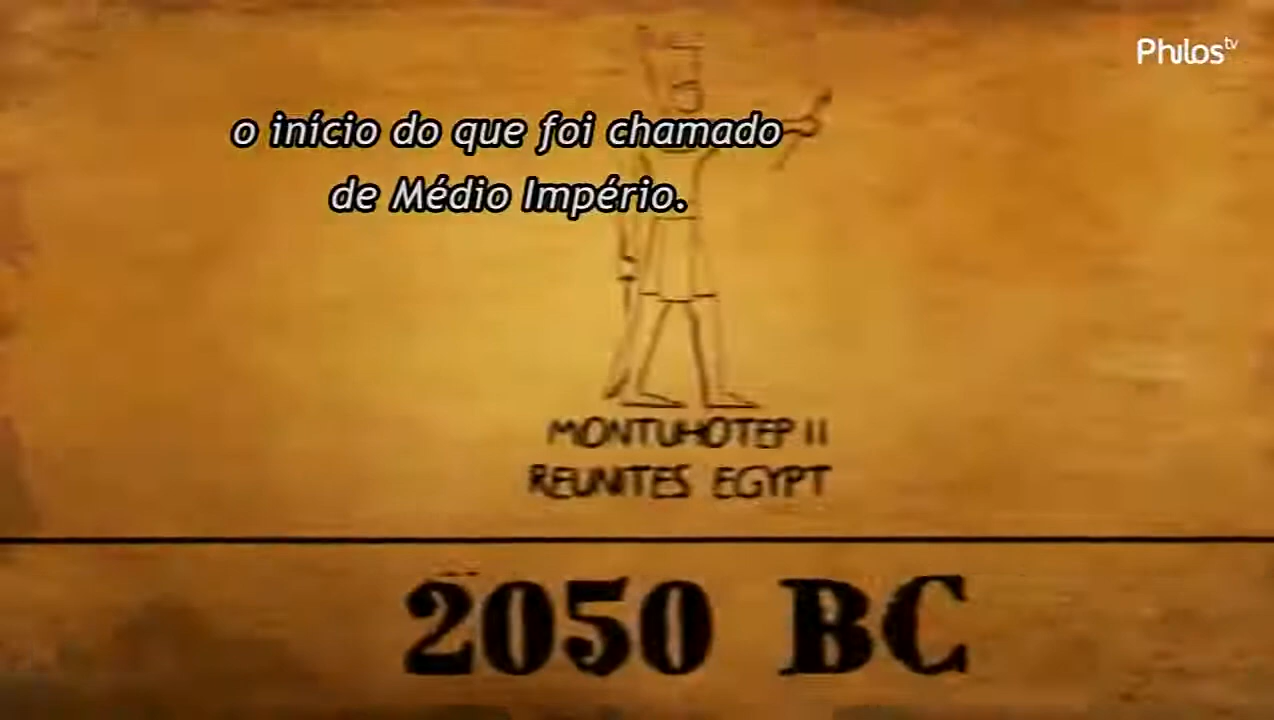 Philos tv
o início do que foi chamado
de Médio Império.
MONTUHOTEP II
REUNITES EGYPT
2050 BC